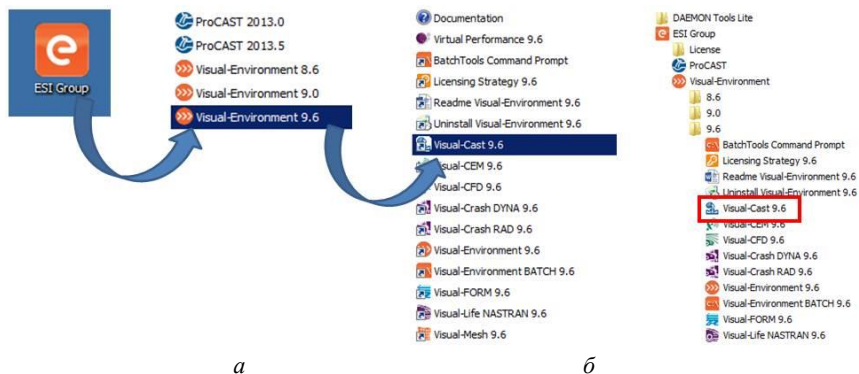 ESI Group
ProCAST 2013.0
ProCAST 2013.5
Visual-Environment 8.6
Visual-Environment 9.0
Visual-Environment 9.6
Documentation
Virtual Performance 9.6
BatchTools Command Prompt
Licensing Strategy 9.6
Readme Visual-Environment 9.6
Uninstall Visual-Environment 9.6
Visual-Cast 9.6
Visual-CEM 9.6
Visual-CFD 9.6
Visual-Crash DYNA 9.6
Visual-Crash RAD 9.6
Visual-Environment 9.6
Visual-Environment BATCH 9.6
Visual-FORM 9.6
Visual-Life NASTRAN 9.6
Visual-Mesh 9.6
DAEMON Tools Lite
ESI Group
License
ProCAST
Visual-Environment
8.6
9.0
9.6
BatchTools Command Prompt
Licensing Strategy 9.6
Readme Visual-Environment 9.6
Uninstall Visual-Environment 9.6
Visual-Cast 9.6
Visual-CEM 9.6
Visual-CFD 9.6
Visual-Crash DYNA 9.6
Visual-Crash RAD 9.6
Visual-Environment 9.6
Visual-Environment BATCH 9.6
Visual-FORM 9.6
Visual-Life NASTRAN 9.6
а
б